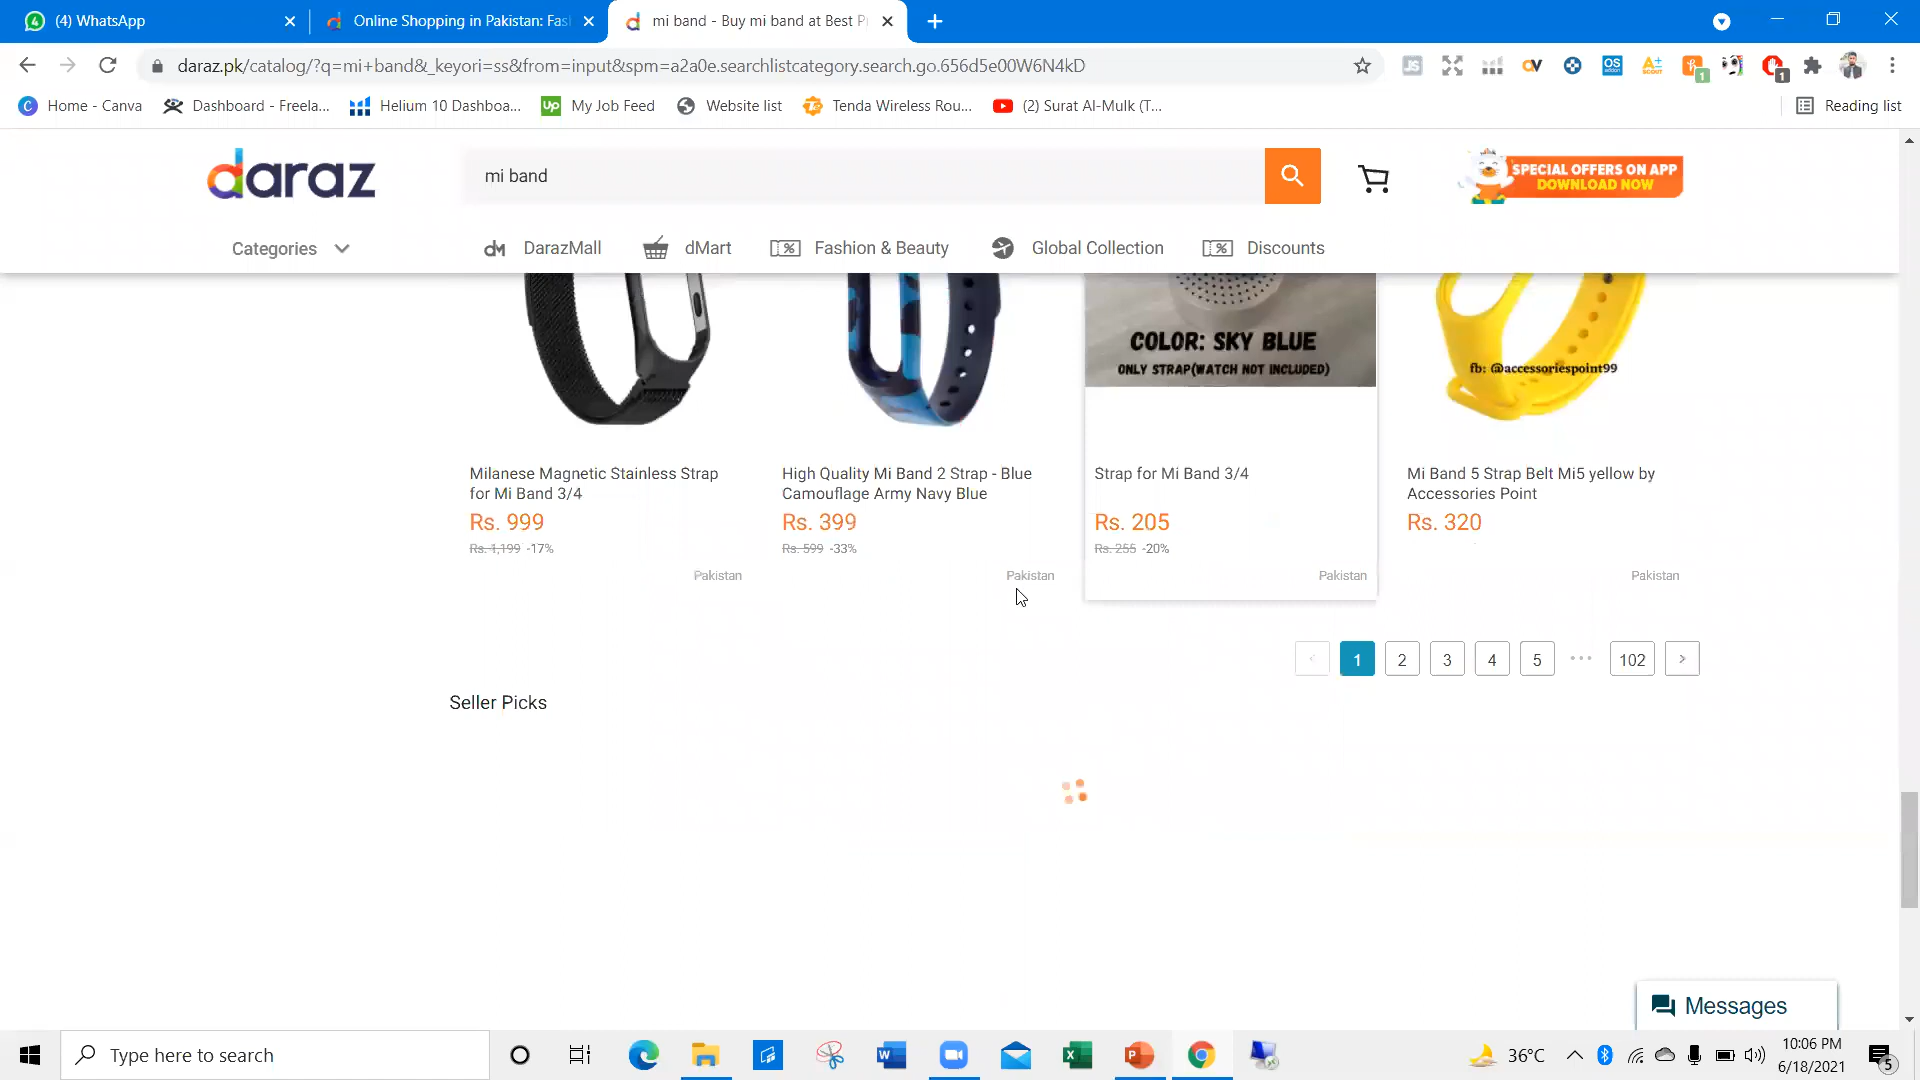 (4) WhatsApp
Online Shopping in Pakistan: Fas
mi band - Buy mi band at Best P
daraz.pk/catalog/?q=mi+band&_keyori=ss&from=input&spm=a2a0e.searchlistcategory.search.go.656d5e00W6N4kD
Home - Canva
Dashboard - Freela...
Helium 10 Dashboa...
My Job Feed
Website list
Tenda Wireless Rou...
(2) Surat Al-Mulk (T...
Reading list
daraz
mi band
SPECIAL OFFERS ON APP
DOWNLOAD NOW
Categories
DarazMall
dMart
Fashion & Beauty
Global Collection
Discounts
COLOR: SKY BLUE
ONLY STRAP(WATCH NOT INCLUDED)
fb: @accessoriespoint99
Milanese Magnetic Stainless Strap
for Mi Band 3/4
Rs. 999
Rs. 1,199 -17%
Pakistan
High Quality Mi Band 2 Strap - Blue
Camouflage Army Navy Blue
Rs. 399
Rs. 599 -33%
Pakistan
Strap for Mi Band 3/4
Rs. 205
Rs. 255 -20%
Pakistan
Mi Band 5 Strap Belt Mi5 yellow by
Accessories Point
Rs. 320
Pakistan
1 2 3 4 5 ... 102
Seller Picks
Messages
Type here to search
36°C
10:06 PM
6/18/2021
5